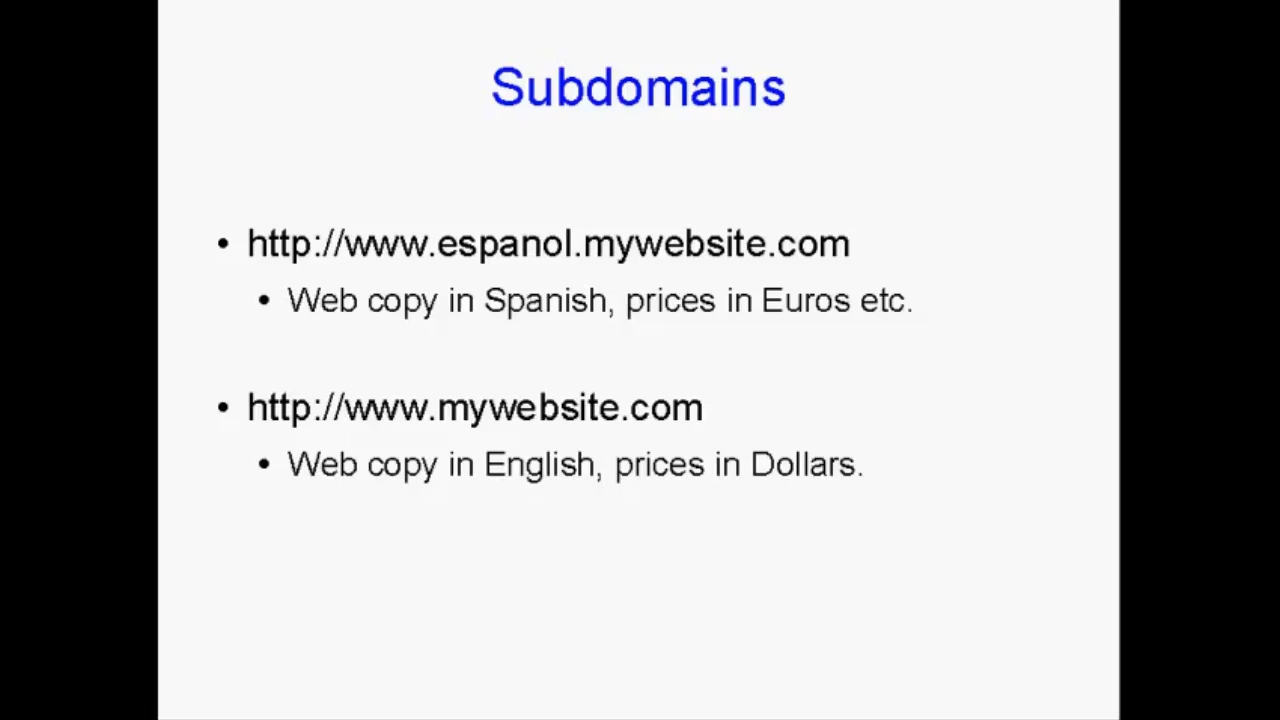 Subdomains
• http://www.espanol.mywebsite.com
• Web copy in Spanish, prices in Euros etc.
• http://www.mywebsite.com
• Web copy in English, prices in Dollars.